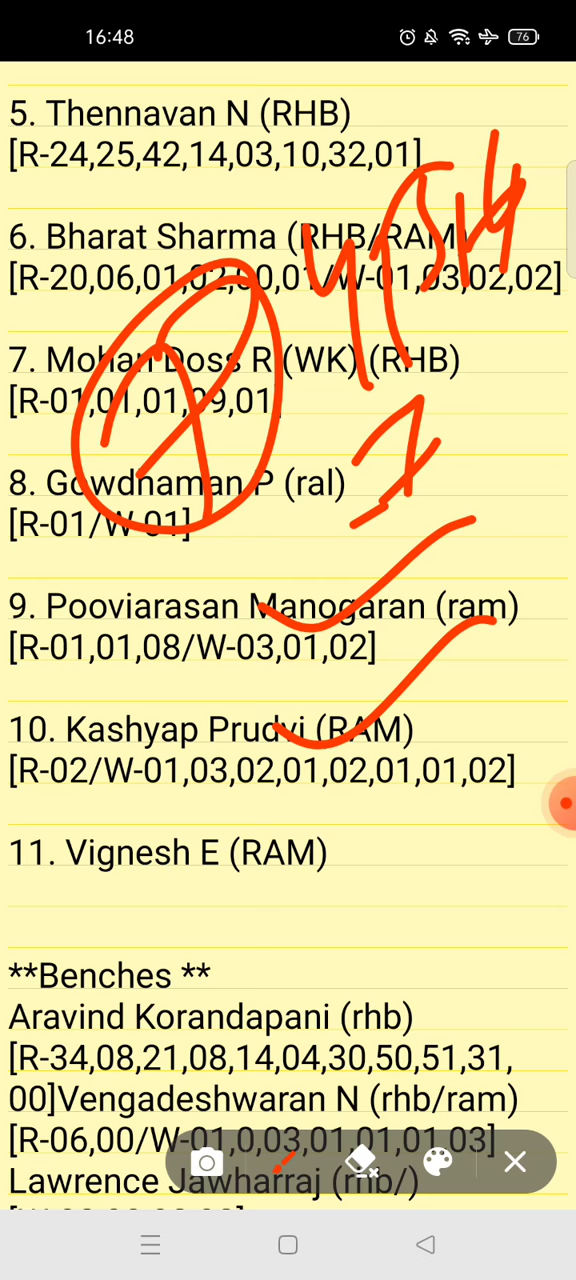 16:48
76
5. Thennavan N (RHB)
[R-24,25,42,14,03,10,32,01]
6. Bharat Sharma (RHB/RAM)
[R-20,06,01,02,00,01/W-01,03,02,02]
7. Mohan Doss R (WK) (RHB)
[R-01,01,01,09,01]
8. Gowdhaman P (ral)
[R-01/W-01]
9. Pooviarasan Manogaran (ram)
[R-01,01,08/W-03,01,02]
10. Kashyap Prudvi (RAM)
[R-02/W-01,03,02,01,02,01,01,02]
11. Vignesh E (RAM)
**Benches **
Aravind Korandapani (rhb)
[R-34,08,21,08,14,04,30,50,51,31,
00]Vengadeshwaran N (rhb/ram)
[R-06,00/W-01,0,03,01,01,01,03]
Lawrence Jawharraj (rhb/)